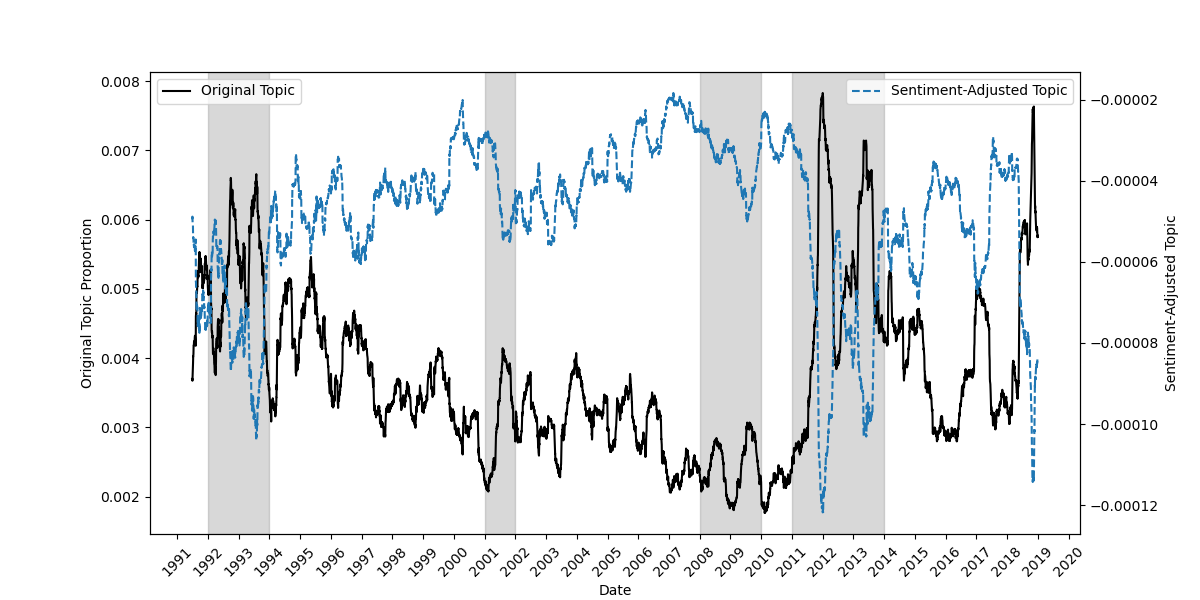 Original Topic
Sentiment-Adjusted Topic
0.008
0.007
0.006
0.005
0.004
0.003
0.002
Original Topic Proportion
−0.00002
−0.00004
−0.00006
−0.00008
−0.00010
−0.00012
Sentiment-Adjusted Topic
1991 1992 1993 1994 1995 1996 1997 1998 1999 2000 2001 2002 2003 2004 2005 2006 2007 2008 2009 2010 2011 2012 2013 2014 2015 2016 2017 2018 2019 2020
Date